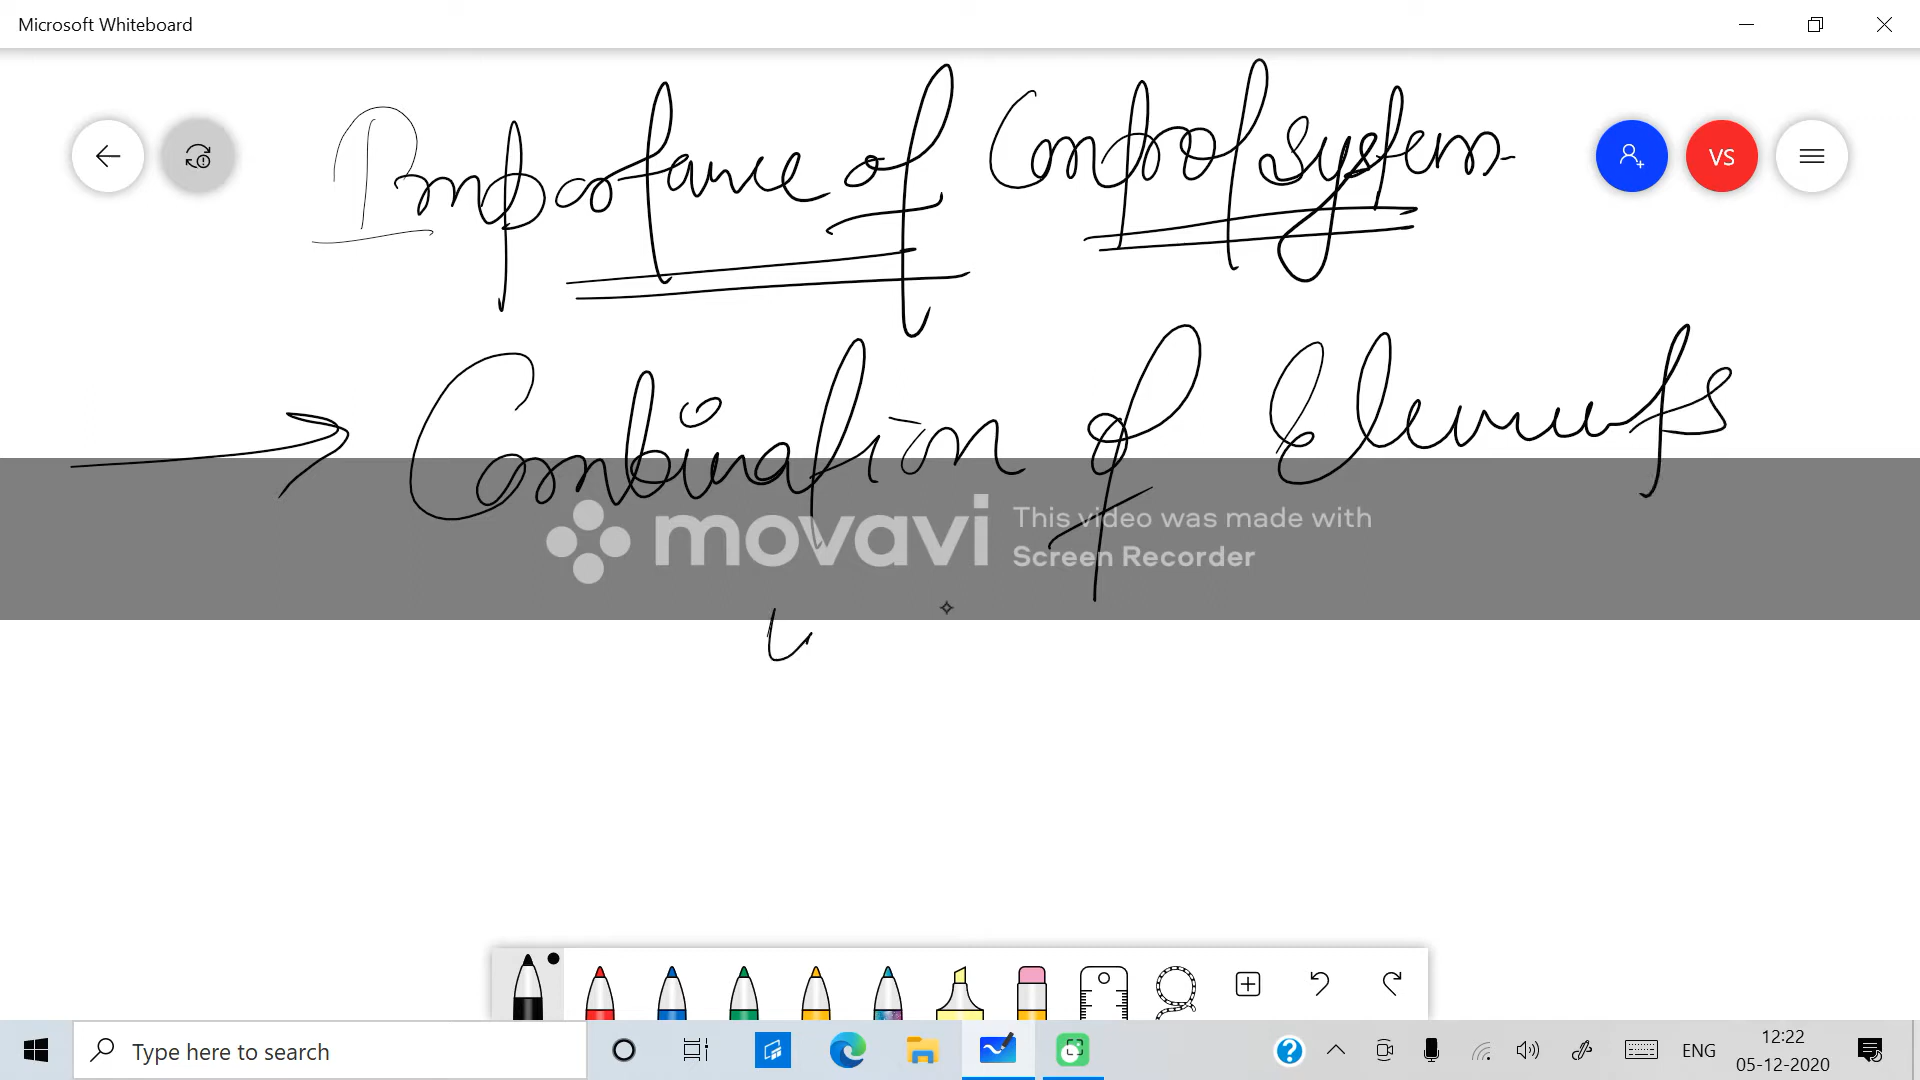 Microsoft Whiteboard
Importance of Control systems
VS
→ Combination of Elements
movavi This video was made with
Screen Recorder
Type here to search
ENG
12:22
05-12-2020